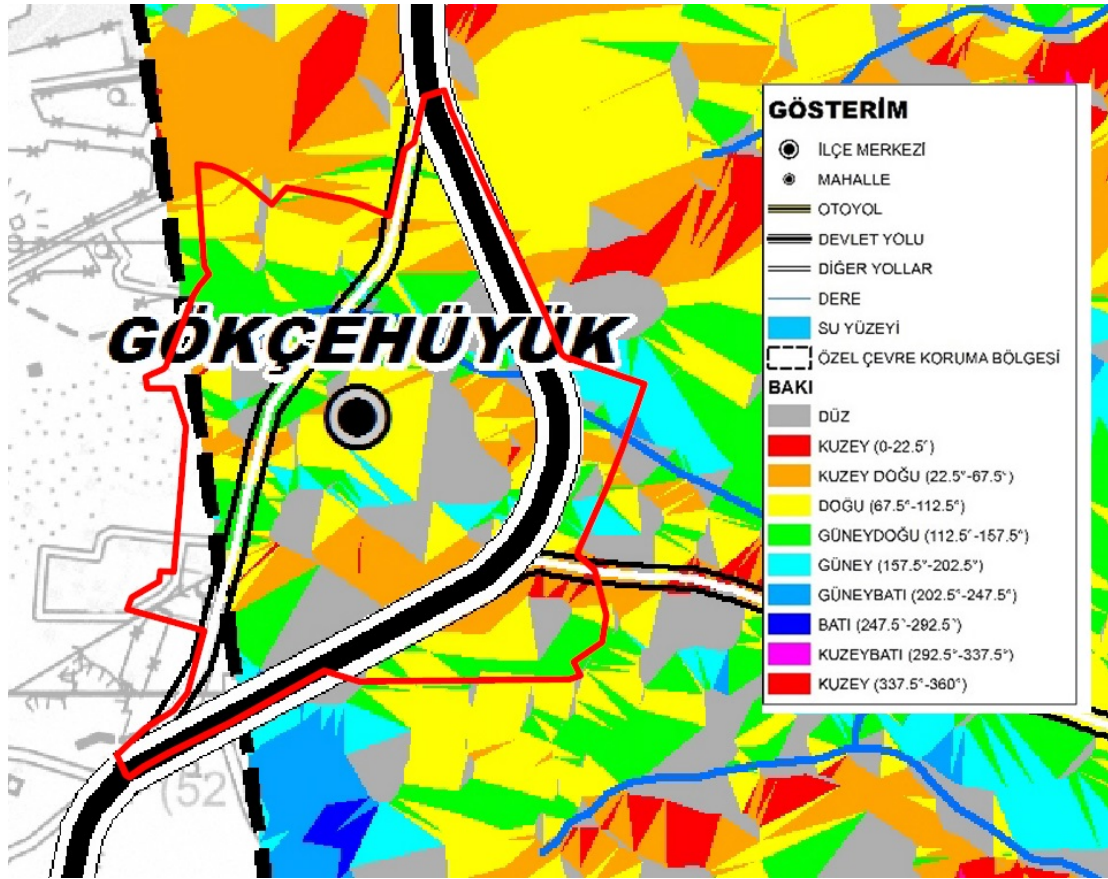 GÖKÇEHÜYÜK
(52
GÖSTERİM
İLÇE MERKEZİ
MAHALLE
OTOYOL
DEVLET YOLU
DİĞER YOLLAR
DERE
SU YÜZEYİ
ÖZEL ÇEVRE KORUMA BÖLGESİ
BAKI
DÜZ
KUZEY (0-22.5°)
KUZEY DOĞU (22.5°-67.5°)
DOĞU (67.5°-112.5°)
GÜNEYDOĞU (112.5°-157.5°)
GÜNEY (157.5°-202.5°)
GÜNEYBATI (202.5°-247.5°)
BATI (247.5°-292.5°)
KUZEYBATI (292.5°-337.5°)
KUZEY (337.5°-360°)